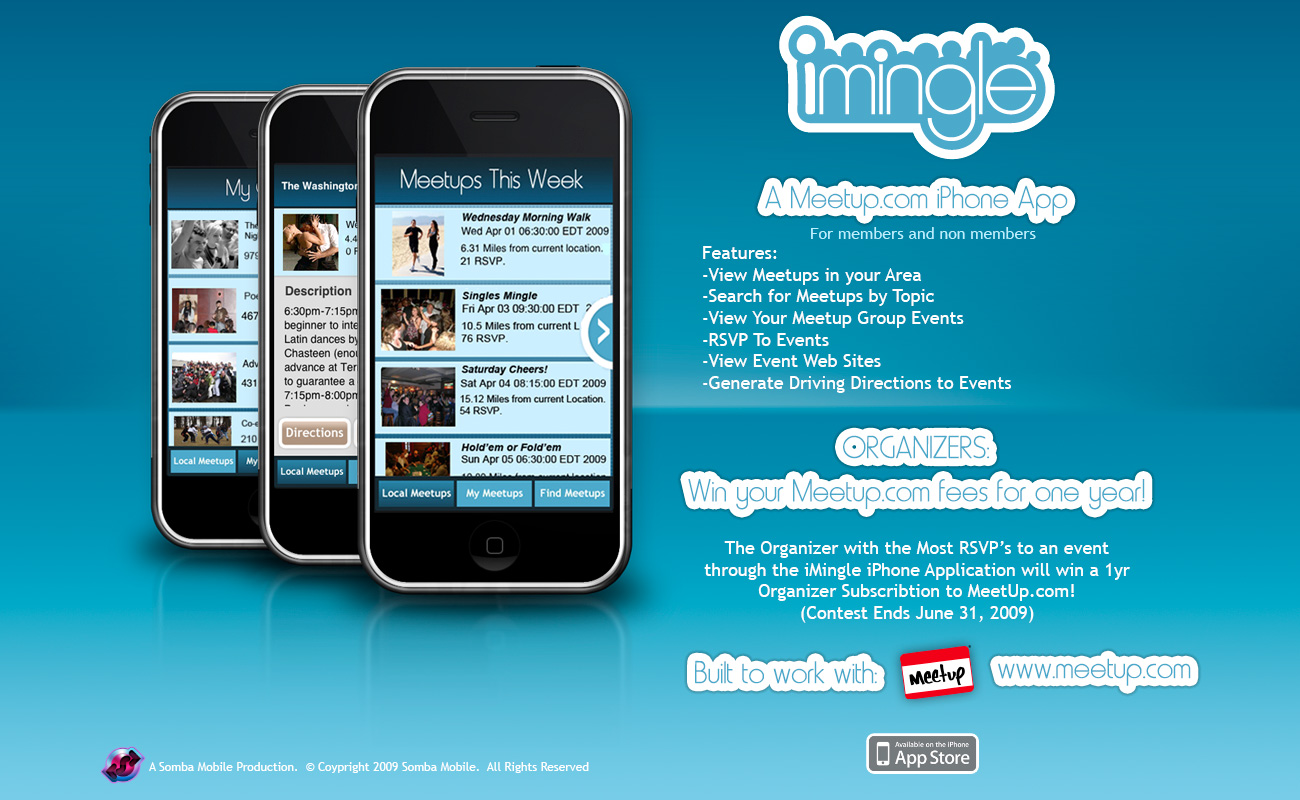 imingle
A Meetup.com iPhone App
For members and non members
Features:
-View Meetups in your Area
-Search for Meetups by Topic
-View Your Meetup Group Events
-RSVP To Events
-View Event Web Sites
-Generate Driving Directions to Events
ORGANIZERS:
Win your Meetup.com fees for one year!
The Organizer with the Most RSVP's to an event
through the iMingle iPhone Application will win a 1yr
Organizer Subscribtion to MeetUp.com!
(Contest Ends June 31, 2009)
Built to work with:
Meetup
www.meetup.com
Available on the iPhone
App Store
My
The
Nig
979
Poe
467
Adv
431
Co-e
210
Local Meetups
My
The Washington
We
4.4
0 F
Description
6:30pm-7:15p
beginner to inte
Latin dances by
Chasteen (enou
advance at Ter
to guarantee a
7:15pm-8:00p
Directions
Local Meetups
Meetups This Week
Wednesday Morning Walk
Wed Apr 01 06:30:00 EDT 2009
6.31 Miles from current location.
21 RSVP.
Singles Mingle
Fri Apr 03 09:30:00 EDT
10.5 Miles from current L
76 RSVP.
Saturday Cheers!
Sat Apr 04 08:15:00 EDT 2009
15.12 Miles from current Location.
54 RSVP.
Hold'em or Fold'em
Sun Apr 05 06:30:00 EDT 2009
Local Meetups
My Meetups
Find Meetups
A Somba Mobile Production. © Coypright 2009 Somba Mobile. All Rights Reserved